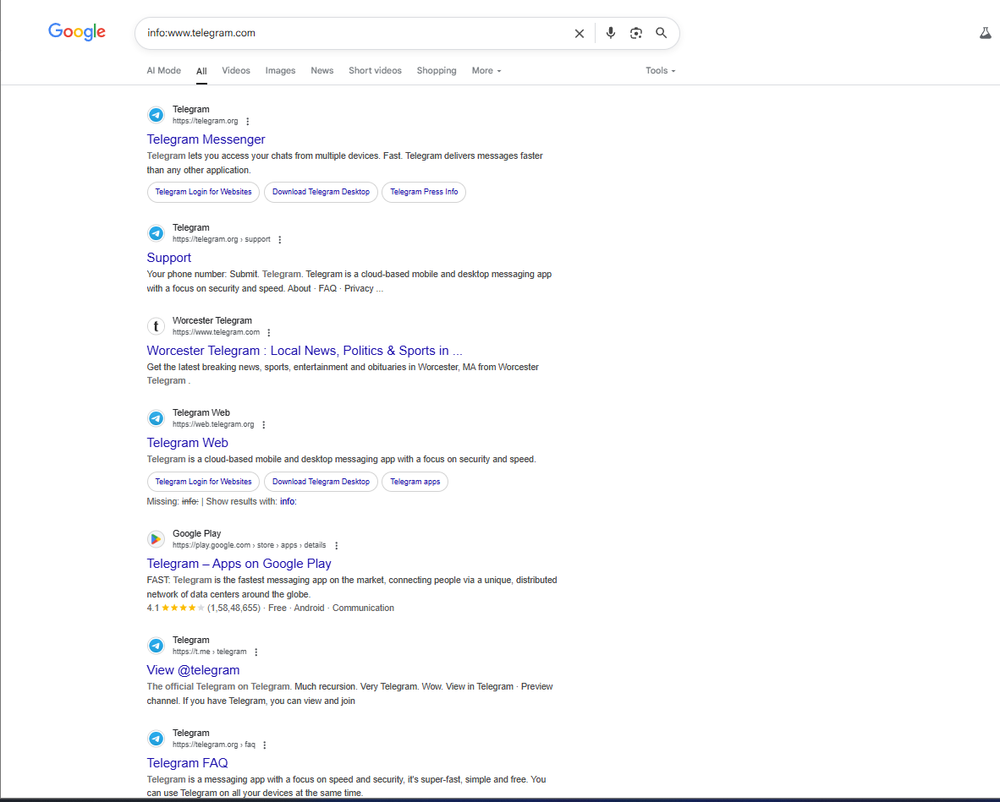 Google
info:www.telegram.com
AI Mode All Videos Images News Short videos Shopping More Tools
Telegram
https://telegram.org
Telegram Messenger
Telegram lets you access your chats from multiple devices. Fast. Telegram delivers messages faster
than any other application.
Telegram Login for Websites Download Telegram Desktop Telegram Press Info
Telegram
https://telegram.org › support
Support
Your phone number: Submit. Telegram. Telegram is a cloud-based mobile and desktop messaging app
with a focus on security and speed. About · FAQ · Privacy ...
t
Worcester Telegram
https://www.telegram.com
Worcester Telegram : Local News, Politics & Sports in ...
Get the latest breaking news, sports, entertainment and obituaries in Worcester, MA from Worcester
Telegram .
Telegram Web
https://web.telegram.org
Telegram Web
Telegram is a cloud-based mobile and desktop messaging app with a focus on security and speed.
Telegram Login for Websites Download Telegram Desktop Telegram apps
Missing: info: | Show results with: info:
Google Play
https://play.google.com › store › apps › details
Telegram – Apps on Google Play
FAST: Telegram is the fastest messaging app on the market, connecting people via a unique, distributed
network of data centers around the globe.
4.1 ★★★★★ (1,58,48,655) · Free · Android · Communication
Telegram
https://t.me › telegram
View @telegram
The official Telegram on Telegram. Much recursion. Very Telegram. Wow. View in Telegram · Preview
channel. If you have Telegram, you can view and join
Telegram
https://telegram.org › faq
Telegram FAQ
Telegram is a messaging app with a focus on speed and security, it's super-fast, simple and free. You
can use Telegram on all your devices at the same time.